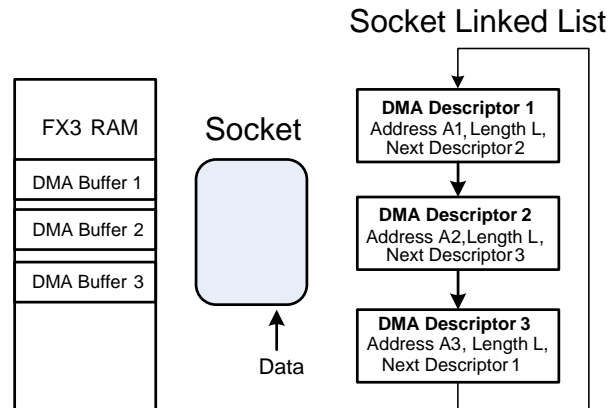 Socket Linked List
FX3 RAM
DMA Buffer 1
DMA Buffer 2
DMA Buffer 3
Socket
Data
DMA Descriptor 1
Address A1, Length L,
Next Descriptor 2
DMA Descriptor 2
Address A2, Length L,
Next Descriptor 3
DMA Descriptor 3
Address A3, Length L,
Next Descriptor 1